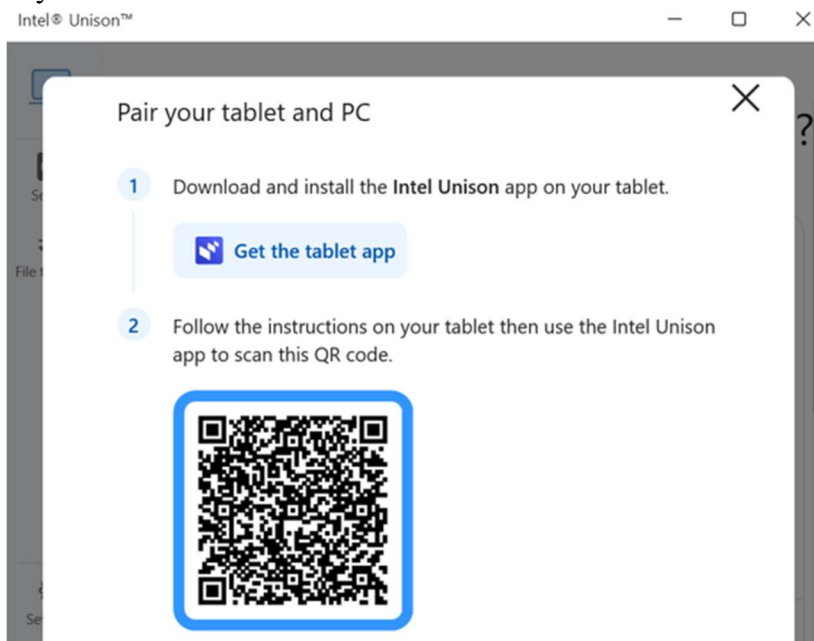 Intel® Unison™
Pair your tablet and PC
?
1 Download and install the Intel Unison app on your tablet.
Get the tablet app
2 Follow the instructions on your tablet then use the Intel Unison
app to scan this QR code.